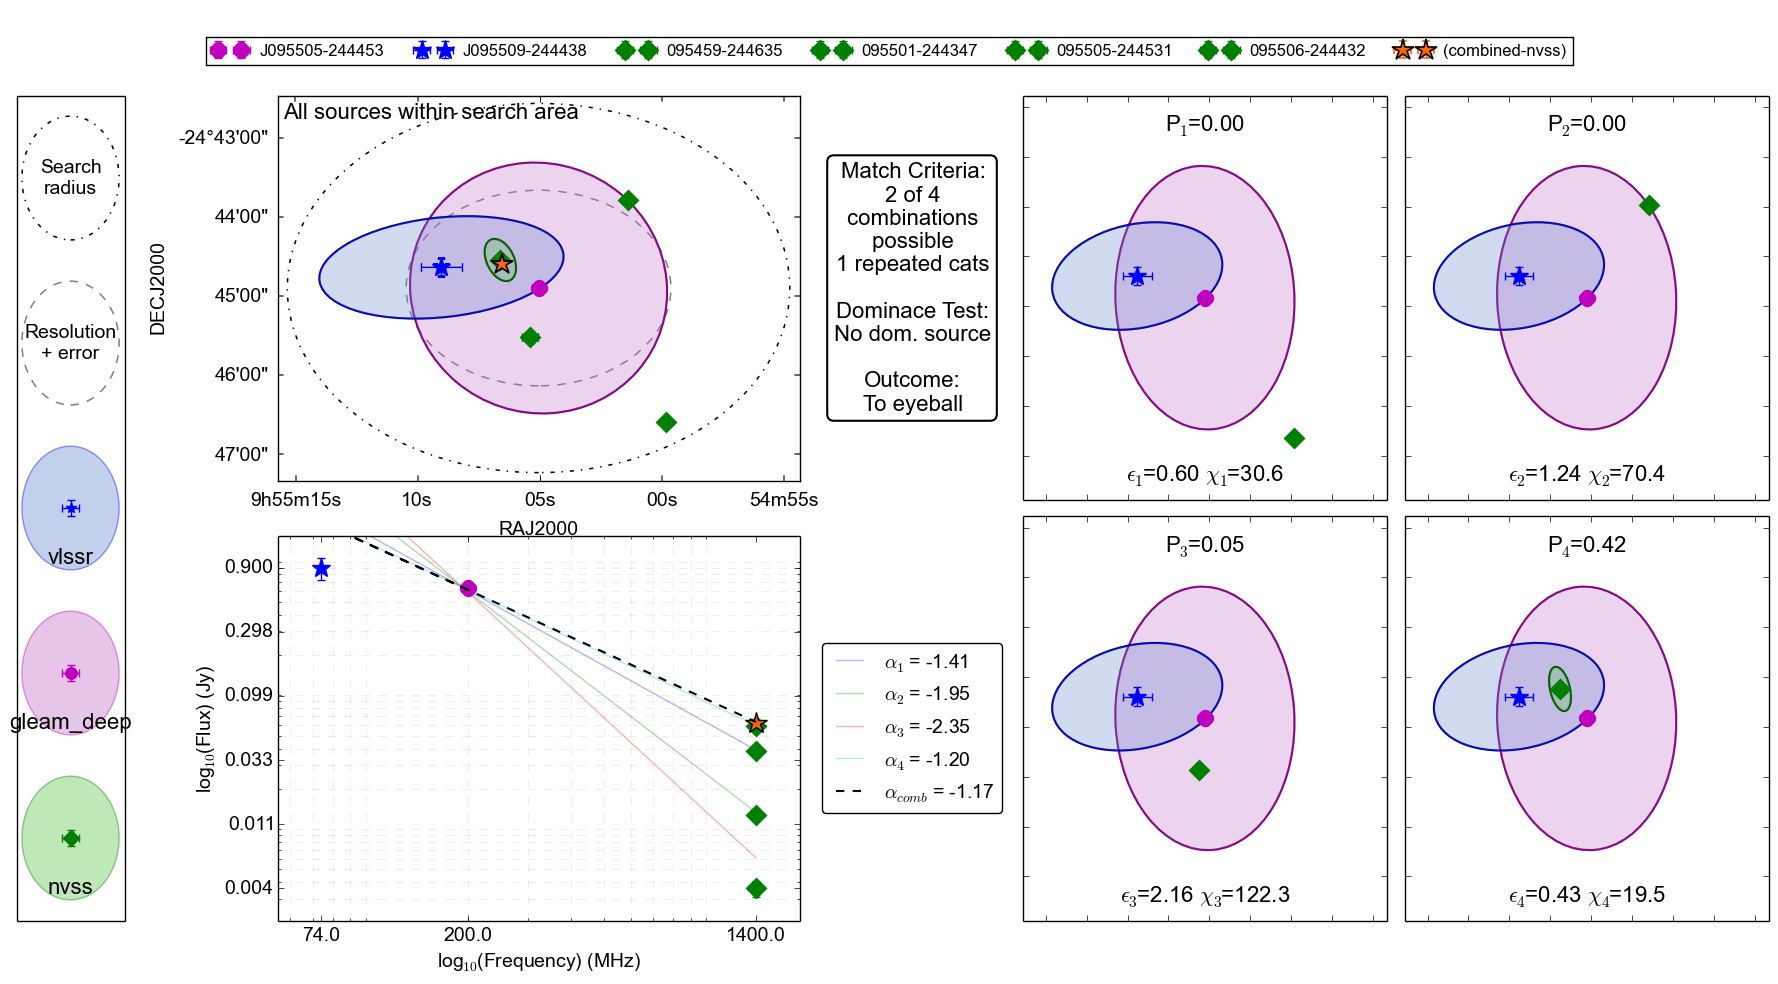 J095505-244453 J095509-244438 095459-244635 095501-244347 095505-244531 095506-244432 (combined-nvss)
Search
radius
Resolution
+ error
vlssr
gleam_deep
nvss
All sources within search area
DECJ2000
-24°43'00"
44'00"
45'00"
46'00"
47'00"
9h55m15s 10s 05s 00s 54m55s
RAJ2000
Match Criteria:
2 of 4
combinations
possible
1 repeated cats
Dominace Test:
No dom. source
Outcome:
To eyeball
log₁₀(Flux) (Jy)
0.900
0.298
0.099
0.033
0.011
0.004
74.0 200.0 1400.0
log₁₀(Frequency) (MHz)
α₁ = -1.41
α₂ = -1.95
α₃ = -2.35
α₄ = -1.20
α_comb = -1.17
P₁=0.00
ϵ₁=0.60 χ₁=30.6
P₂=0.00
ϵ₂=1.24 χ₂=70.4
P₃=0.05
ϵ₃=2.16 χ₃=122.3
P₄=0.42
ϵ₄=0.43 χ₄=19.5